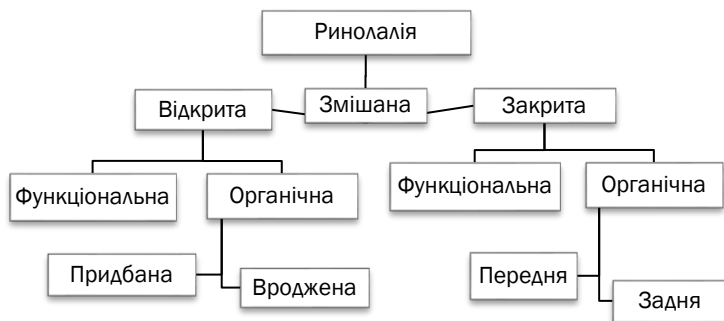 Ринолалія
Відкрита
Змішана
Закрита
Функціональна
Органічна
Функціональна
Органічна
Придбана
Вроджена
Передня
Задня